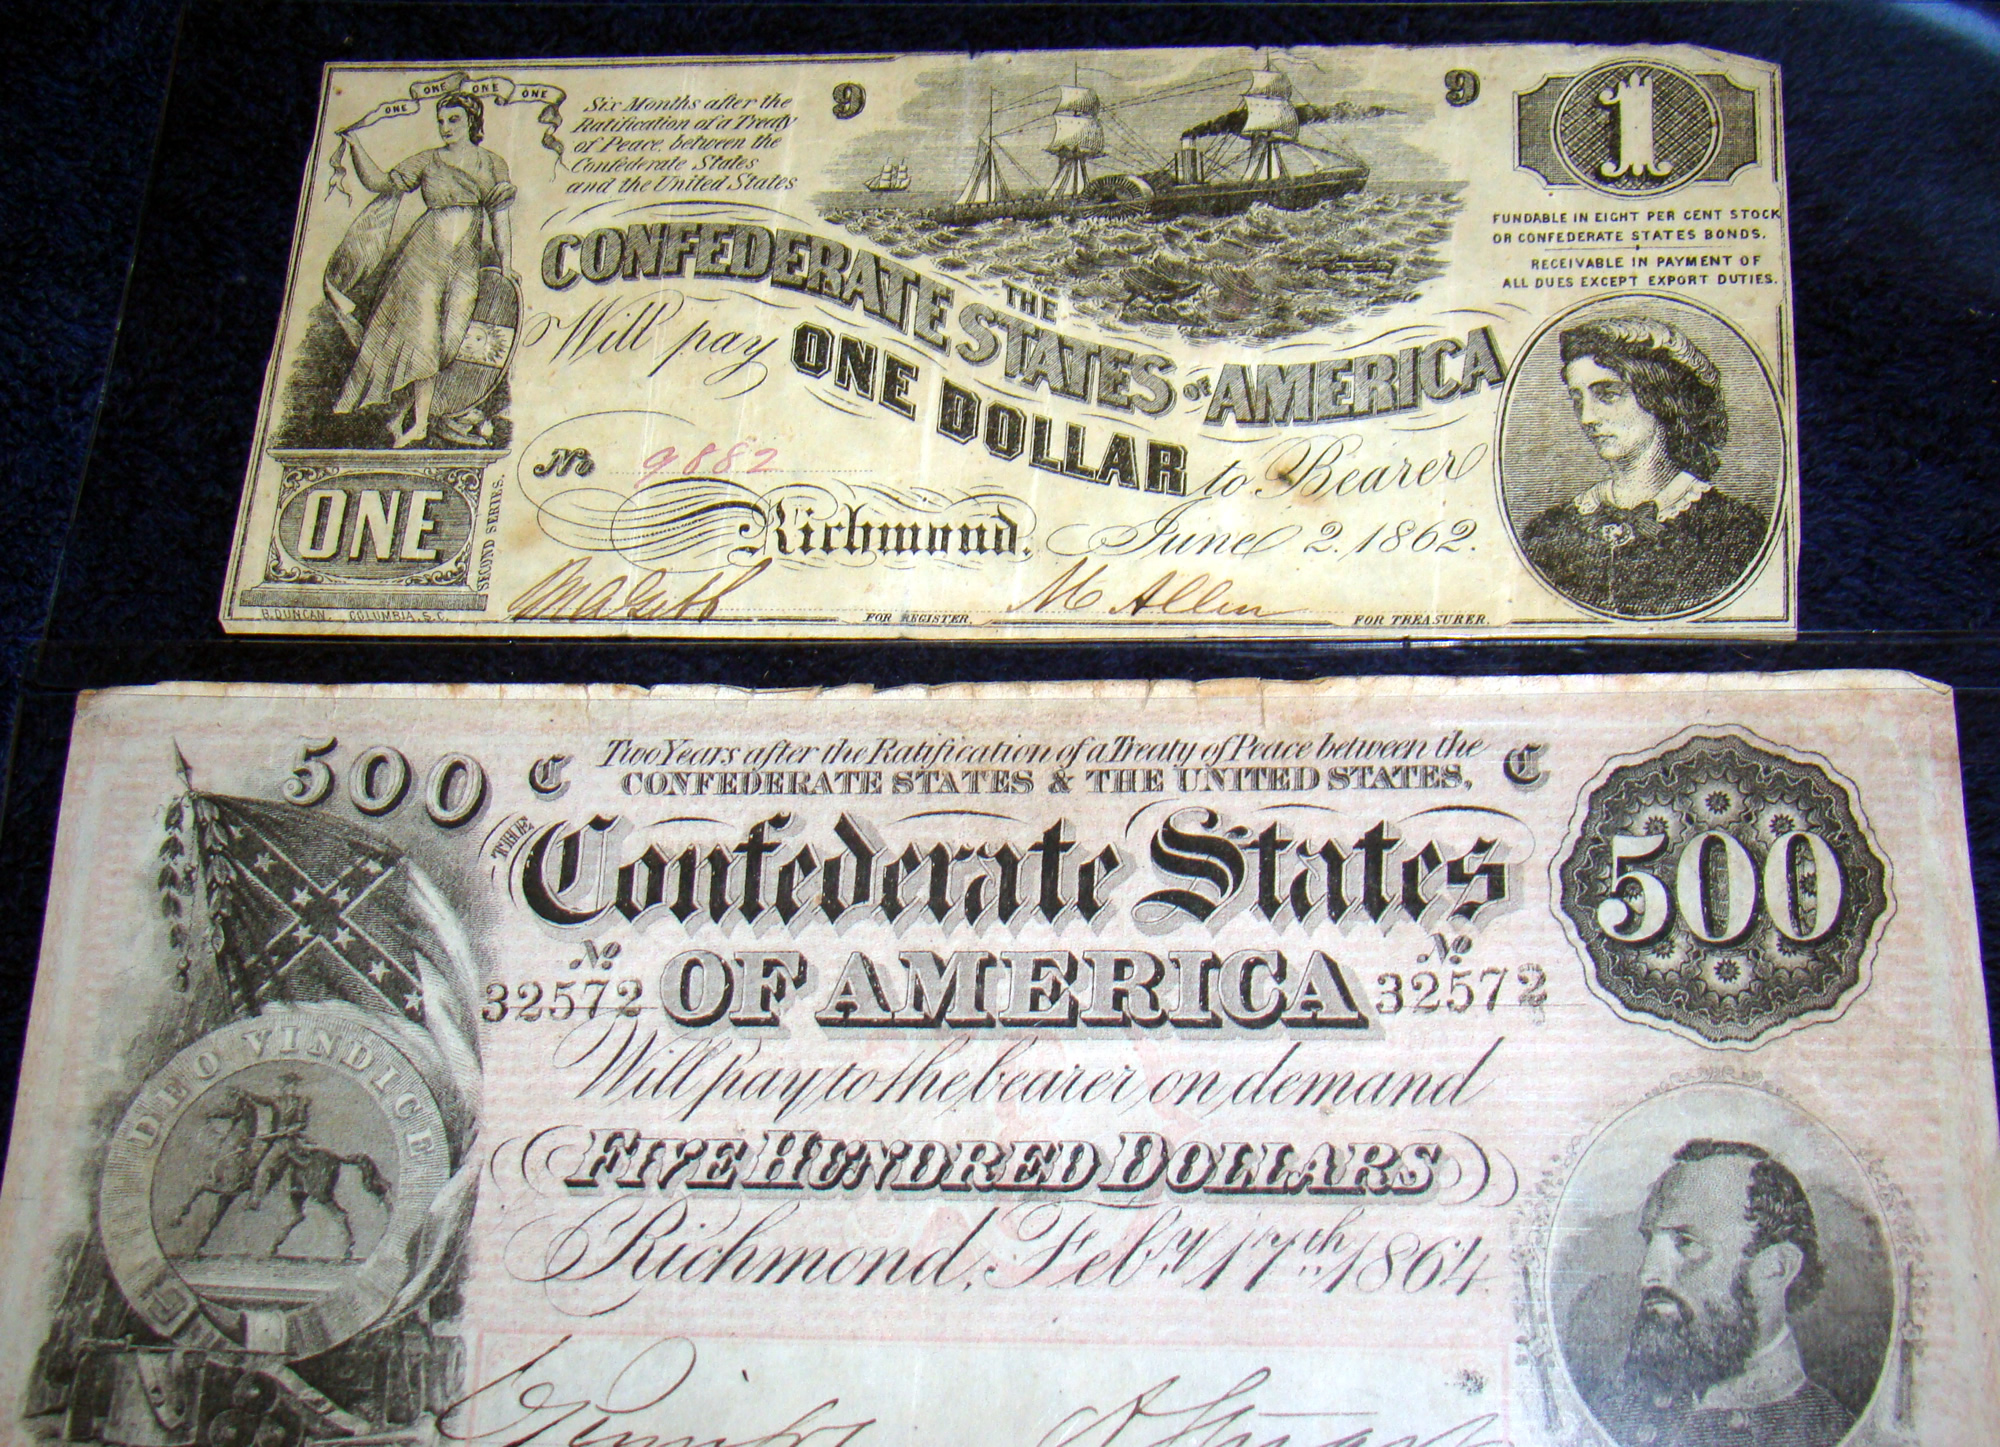 ONE ONE ONE ONE
Six Months after the
Ratification of a Treaty
of Peace, between the
Confederate States
and the United States
9
9
1
FUNDABLE IN EIGHT PER CENT STOCK
OR CONFEDERATE STATES BONDS.
RECEIVABLE IN PAYMENT OF
ALL DUES EXCEPT EXPORT DUTIES.
THE
CONFEDERATE STATES OF AMERICA
Will pay ONE DOLLAR to Bearer
No 9882
Richmond, June 2. 1862.
ONE
SECOND SERIES.
B. DUNCAN. COLUMBIA, S.C.
FOR REGISTER.
M Allen
FOR TREASURER.
500
C
Two Years after the Ratification of a Treaty of Peace between the
CONFEDERATE STATES & THE UNITED STATES,
C
500
THE
Confederate States
No
32572
OF AMERICA
No
32572
Will pay to the bearer on demand
FIVE HUNDRED DOLLARS
Richmond, Feb.y 17th 1864.
DEO VINDICE